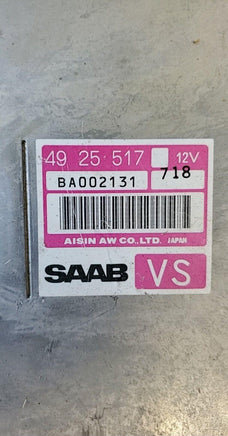 49 25 517 12V
BA002131 718
AISIN AW CO.,LTD. JAPAN
SAAB VS